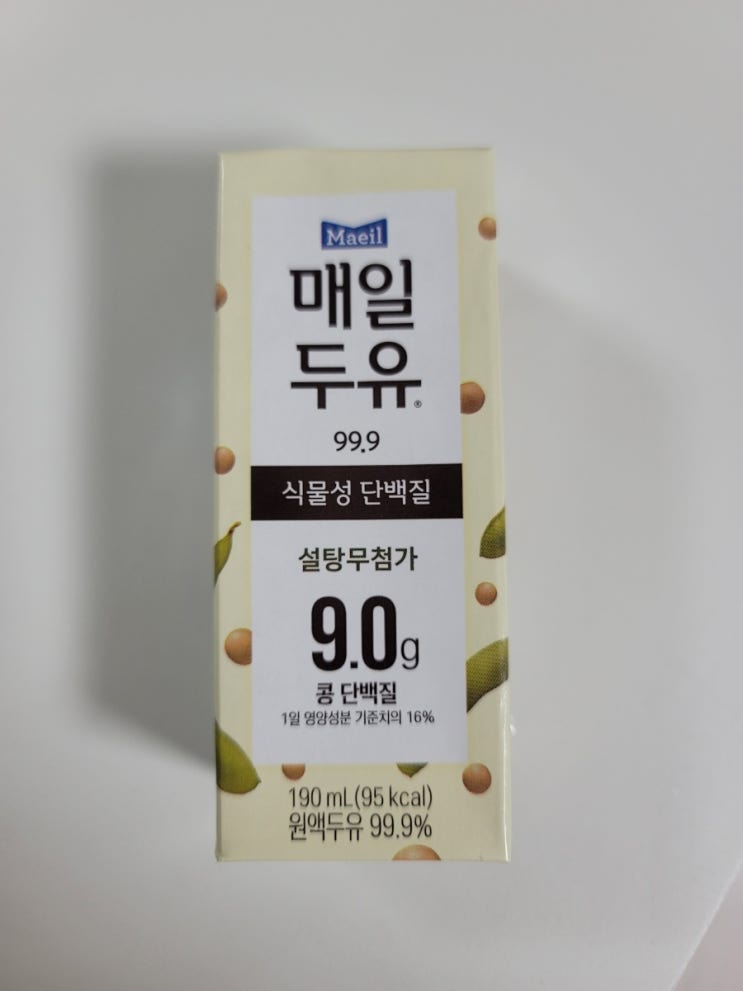 Maeil
매일
두유®
99.9
식물성 단백질
설탕무첨가
9.0g
콩 단백질
1일 영양성분 기준치의 16%
190 mL(95 kcal)
원액두유 99.9%